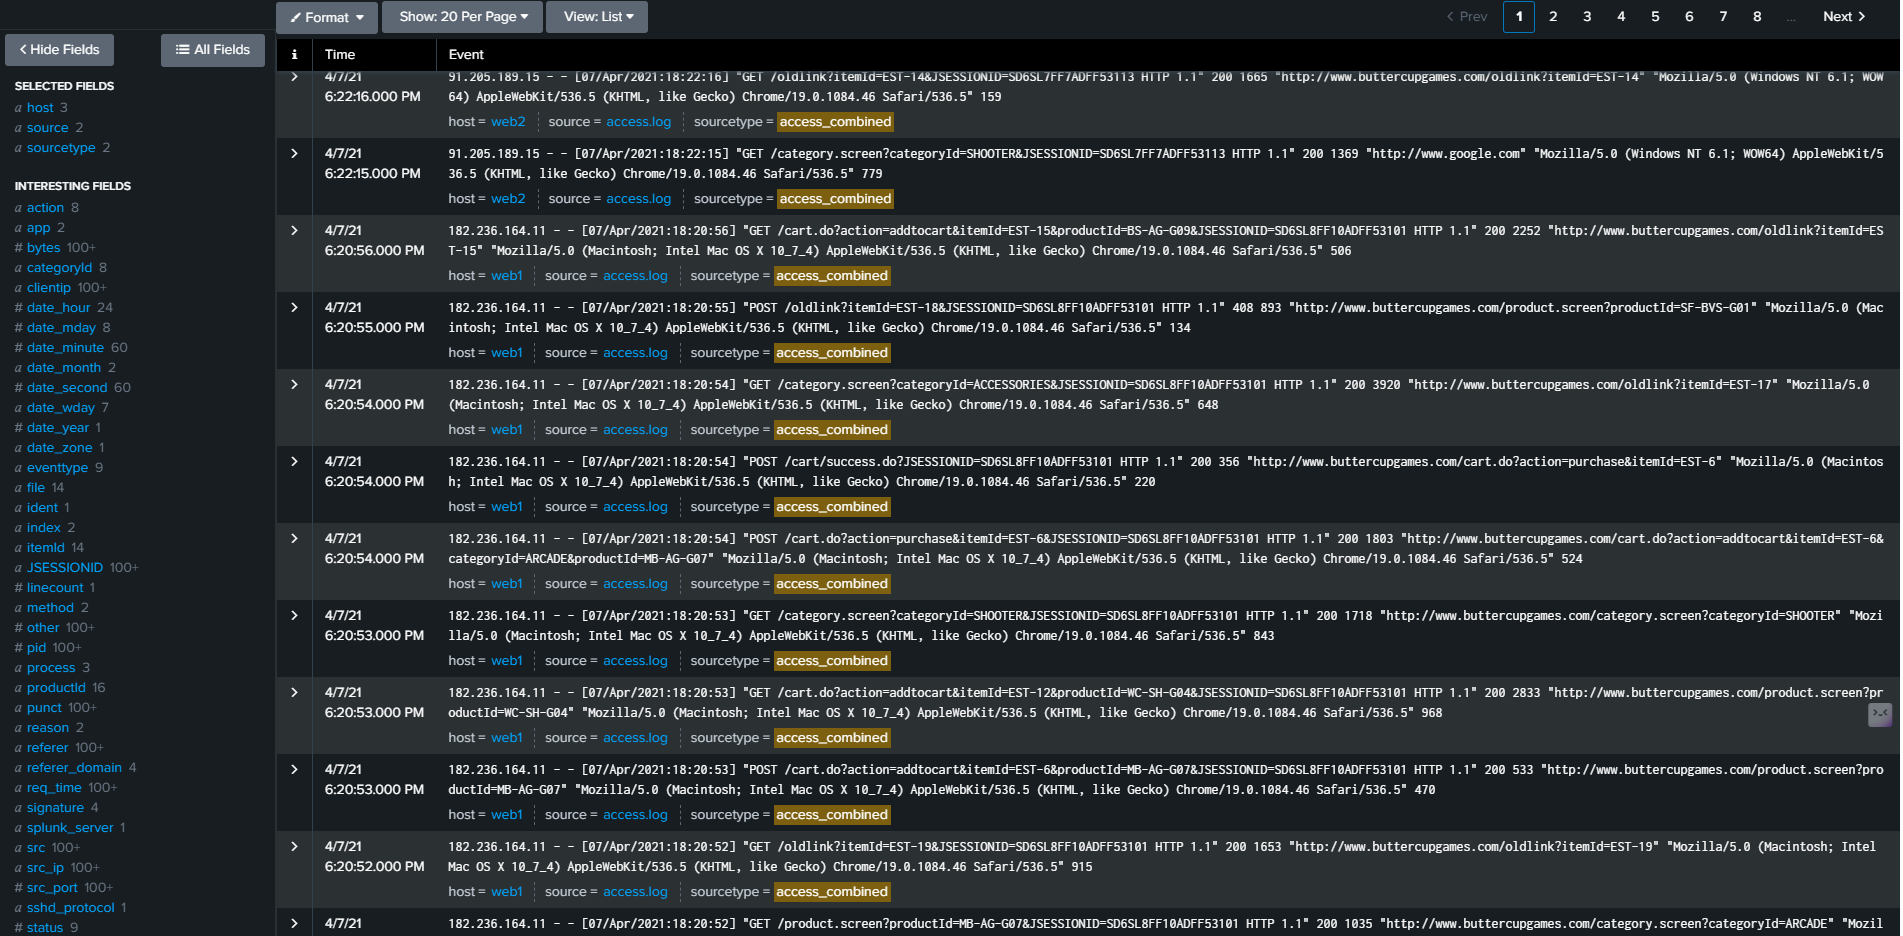 Format
Show: 20 Per Page
View: List
Prev 1 2 3 4 5 6 7 8 ... Next
Hide Fields
All Fields
SELECTED FIELDS
a host 3
a source 2
a sourcetype 2
INTERESTING FIELDS
a action 8
a app 2
# bytes 100+
a categoryId 8
a clientip 100+
# date_hour 24
# date_mday 8
# date_minute 60
a date_month 2
# date_second 60
a date_wday 7
# date_year 1
a date_zone 1
a eventtype 9
a file 14
a ident 1
a index 2
a itemId 14
a JSESSIONID 100+
# linecount 1
a method 2
# other 100+
# pid 100+
a process 3
a productId 16
a punct 100+
a reason 2
a referer 100+
a referer_domain 4
a req_time 100+
a signature 4
a splunk_server 1
a src 100+
a src_ip 100+
# src_port 100+
a sshd_protocol 1
# status 9
i Time Event
4/7/21
6:22:16.000 PM
91.205.189.15 - - [07/Apr/2021:18:22:16] "GET /oldlink?itemId=EST-14&JSESSIONID=SD6SL7FF7ADFF53113 HTTP 1.1" 200 1665 "http://www.buttercupgames.com/oldlink?itemId=EST-14" "Mozilla/5.0 (Windows NT 6.1; WOW
64) AppleWebKit/536.5 (KHTML, like Gecko) Chrome/19.0.1084.46 Safari/536.5" 159
host = web2 source = access.log sourcetype = access_combined
4/7/21
6:22:15.000 PM
91.205.189.15 - - [07/Apr/2021:18:22:15] "GET /category.screen?categoryId=SHOOTER&JSESSIONID=SD6SL7FF7ADFF53113 HTTP 1.1" 200 1369 "http://www.google.com" "Mozilla/5.0 (Windows NT 6.1; WOW64) AppleWebKit/5
36.5 (KHTML, like Gecko) Chrome/19.0.1084.46 Safari/536.5" 779
host = web2 source = access.log sourcetype = access_combined
4/7/21
6:20:56.000 PM
182.236.164.11 - - [07/Apr/2021:18:20:56] "GET /cart.do?action=addtocart&itemId=EST-15&productId=BS-AG-G09&JSESSIONID=SD6SL8FF10ADFF53101 HTTP 1.1" 200 2252 "http://www.buttercupgames.com/oldlink?itemId=ES
T-15" "Mozilla/5.0 (Macintosh; Intel Mac OS X 10_7_4) AppleWebKit/536.5 (KHTML, like Gecko) Chrome/19.0.1084.46 Safari/536.5" 506
host = web1 source = access.log sourcetype = access_combined
4/7/21
6:20:55.000 PM
182.236.164.11 - - [07/Apr/2021:18:20:55] "POST /oldlink?itemId=EST-18&JSESSIONID=SD6SL8FF10ADFF53101 HTTP 1.1" 408 893 "http://www.buttercupgames.com/product.screen?productId=SF-BVS-G01" "Mozilla/5.0 (Mac
intosh; Intel Mac OS X 10_7_4) AppleWebKit/536.5 (KHTML, like Gecko) Chrome/19.0.1084.46 Safari/536.5" 134
host = web1 source = access.log sourcetype = access_combined
4/7/21
6:20:54.000 PM
182.236.164.11 - - [07/Apr/2021:18:20:54] "GET /category.screen?categoryId=ACCESSORIES&JSESSIONID=SD6SL8FF10ADFF53101 HTTP 1.1" 200 3920 "http://www.buttercupgames.com/oldlink?itemId=EST-17" "Mozilla/5.0
(Macintosh; Intel Mac OS X 10_7_4) AppleWebKit/536.5 (KHTML, like Gecko) Chrome/19.0.1084.46 Safari/536.5" 648
host = web1 source = access.log sourcetype = access_combined
4/7/21
6:20:54.000 PM
182.236.164.11 - - [07/Apr/2021:18:20:54] "POST /cart/success.do?JSESSIONID=SD6SL8FF10ADFF53101 HTTP 1.1" 200 356 "http://www.buttercupgames.com/cart.do?action=purchase&itemId=EST-6" "Mozilla/5.0 (Macintos
h; Intel Mac OS X 10_7_4) AppleWebKit/536.5 (KHTML, like Gecko) Chrome/19.0.1084.46 Safari/536.5" 220
host = web1 source = access.log sourcetype = access_combined
4/7/21
6:20:54.000 PM
182.236.164.11 - - [07/Apr/2021:18:20:54] "POST /cart.do?action=purchase&itemId=EST-6&JSESSIONID=SD6SL8FF10ADFF53101 HTTP 1.1" 200 1803 "http://www.buttercupgames.com/cart.do?action=addtocart&itemId=EST-6&
categoryId=ARCADE&productId=MB-AG-G07" "Mozilla/5.0 (Macintosh; Intel Mac OS X 10_7_4) AppleWebKit/536.5 (KHTML, like Gecko) Chrome/19.0.1084.46 Safari/536.5" 524
host = web1 source = access.log sourcetype = access_combined
4/7/21
6:20:53.000 PM
182.236.164.11 - - [07/Apr/2021:18:20:53] "GET /category.screen?categoryId=SHOOTER&JSESSIONID=SD6SL8FF10ADFF53101 HTTP 1.1" 200 1718 "http://www.buttercupgames.com/category.screen?categoryId=SHOOTER" "Mozi
lla/5.0 (Macintosh; Intel Mac OS X 10_7_4) AppleWebKit/536.5 (KHTML, like Gecko) Chrome/19.0.1084.46 Safari/536.5" 843
host = web1 source = access.log sourcetype = access_combined
4/7/21
6:20:53.000 PM
182.236.164.11 - - [07/Apr/2021:18:20:53] "GET /cart.do?action=addtocart&itemId=EST-12&productId=WC-SH-G04&JSESSIONID=SD6SL8FF10ADFF53101 HTTP 1.1" 200 2833 "http://www.buttercupgames.com/product.screen?pr
oductId=WC-SH-G04" "Mozilla/5.0 (Macintosh; Intel Mac OS X 10_7_4) AppleWebKit/536.5 (KHTML, like Gecko) Chrome/19.0.1084.46 Safari/536.5" 968
host = web1 source = access.log sourcetype = access_combined
4/7/21
6:20:53.000 PM
182.236.164.11 - - [07/Apr/2021:18:20:53] "POST /cart.do?action=addtocart&itemId=EST-6&productId=MB-AG-G07&JSESSIONID=SD6SL8FF10ADFF53101 HTTP 1.1" 200 533 "http://www.buttercupgames.com/product.screen?pro
ductId=MB-AG-G07" "Mozilla/5.0 (Macintosh; Intel Mac OS X 10_7_4) AppleWebKit/536.5 (KHTML, like Gecko) Chrome/19.0.1084.46 Safari/536.5" 470
host = web1 source = access.log sourcetype = access_combined
4/7/21
6:20:52.000 PM
182.236.164.11 - - [07/Apr/2021:18:20:52] "GET /oldlink?itemId=EST-19&JSESSIONID=SD6SL8FF10ADFF53101 HTTP 1.1" 200 1653 "http://www.buttercupgames.com/oldlink?itemId=EST-19" "Mozilla/5.0 (Macintosh; Intel
Mac OS X 10_7_4) AppleWebKit/536.5 (KHTML, like Gecko) Chrome/19.0.1084.46 Safari/536.5" 915
host = web1 source = access.log sourcetype = access_combined
4/7/21
182.236.164.11 - - [07/Apr/2021:18:20:52] "GET /product.screen?productId=MB-AG-G07&JSESSIONID=SD6SL8FF10ADFF53101 HTTP 1.1" 200 1035 "http://www.buttercupgames.com/category.screen?categoryId=ARCADE" "Mozil